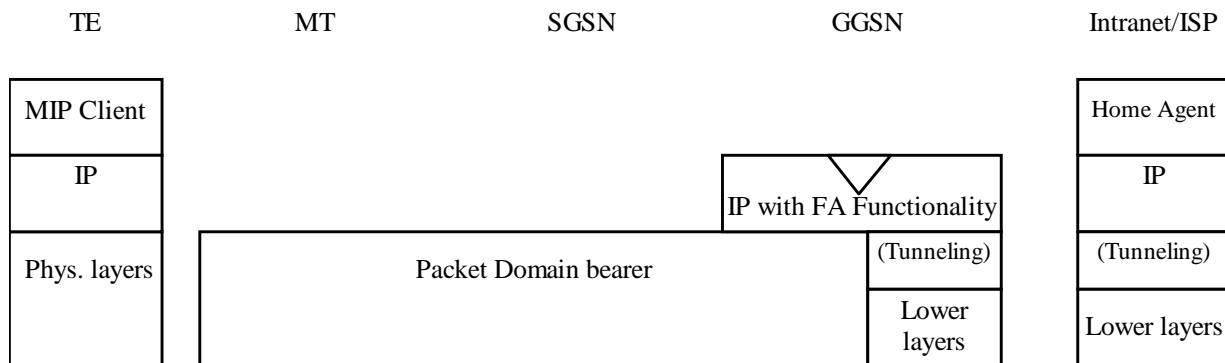 TE MT SGSN GGSN Intranet/ISP
MIP Client Home Agent
IP IP
IP with FA Functionality
Phys. layers Packet Domain bearer (Tunneling) (Tunneling)
Lower
layers Lower layers